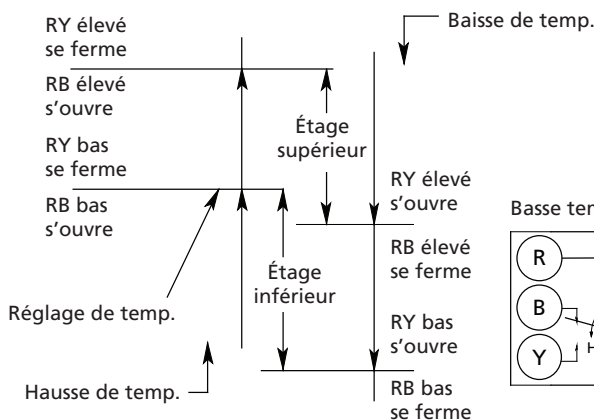 RY élevé
se ferme
RB élevé
s'ouvre
RY bas
se ferme
RB bas
s'ouvre
Réglage de temp.
Hausse de temp.
Étage
supérieur
Étage
inférieur
Baisse de temp.
RY élevé
s'ouvre
RB élevé
se ferme
RY bas
s'ouvre
RB bas
se ferme
Basse
R
B
Y
H